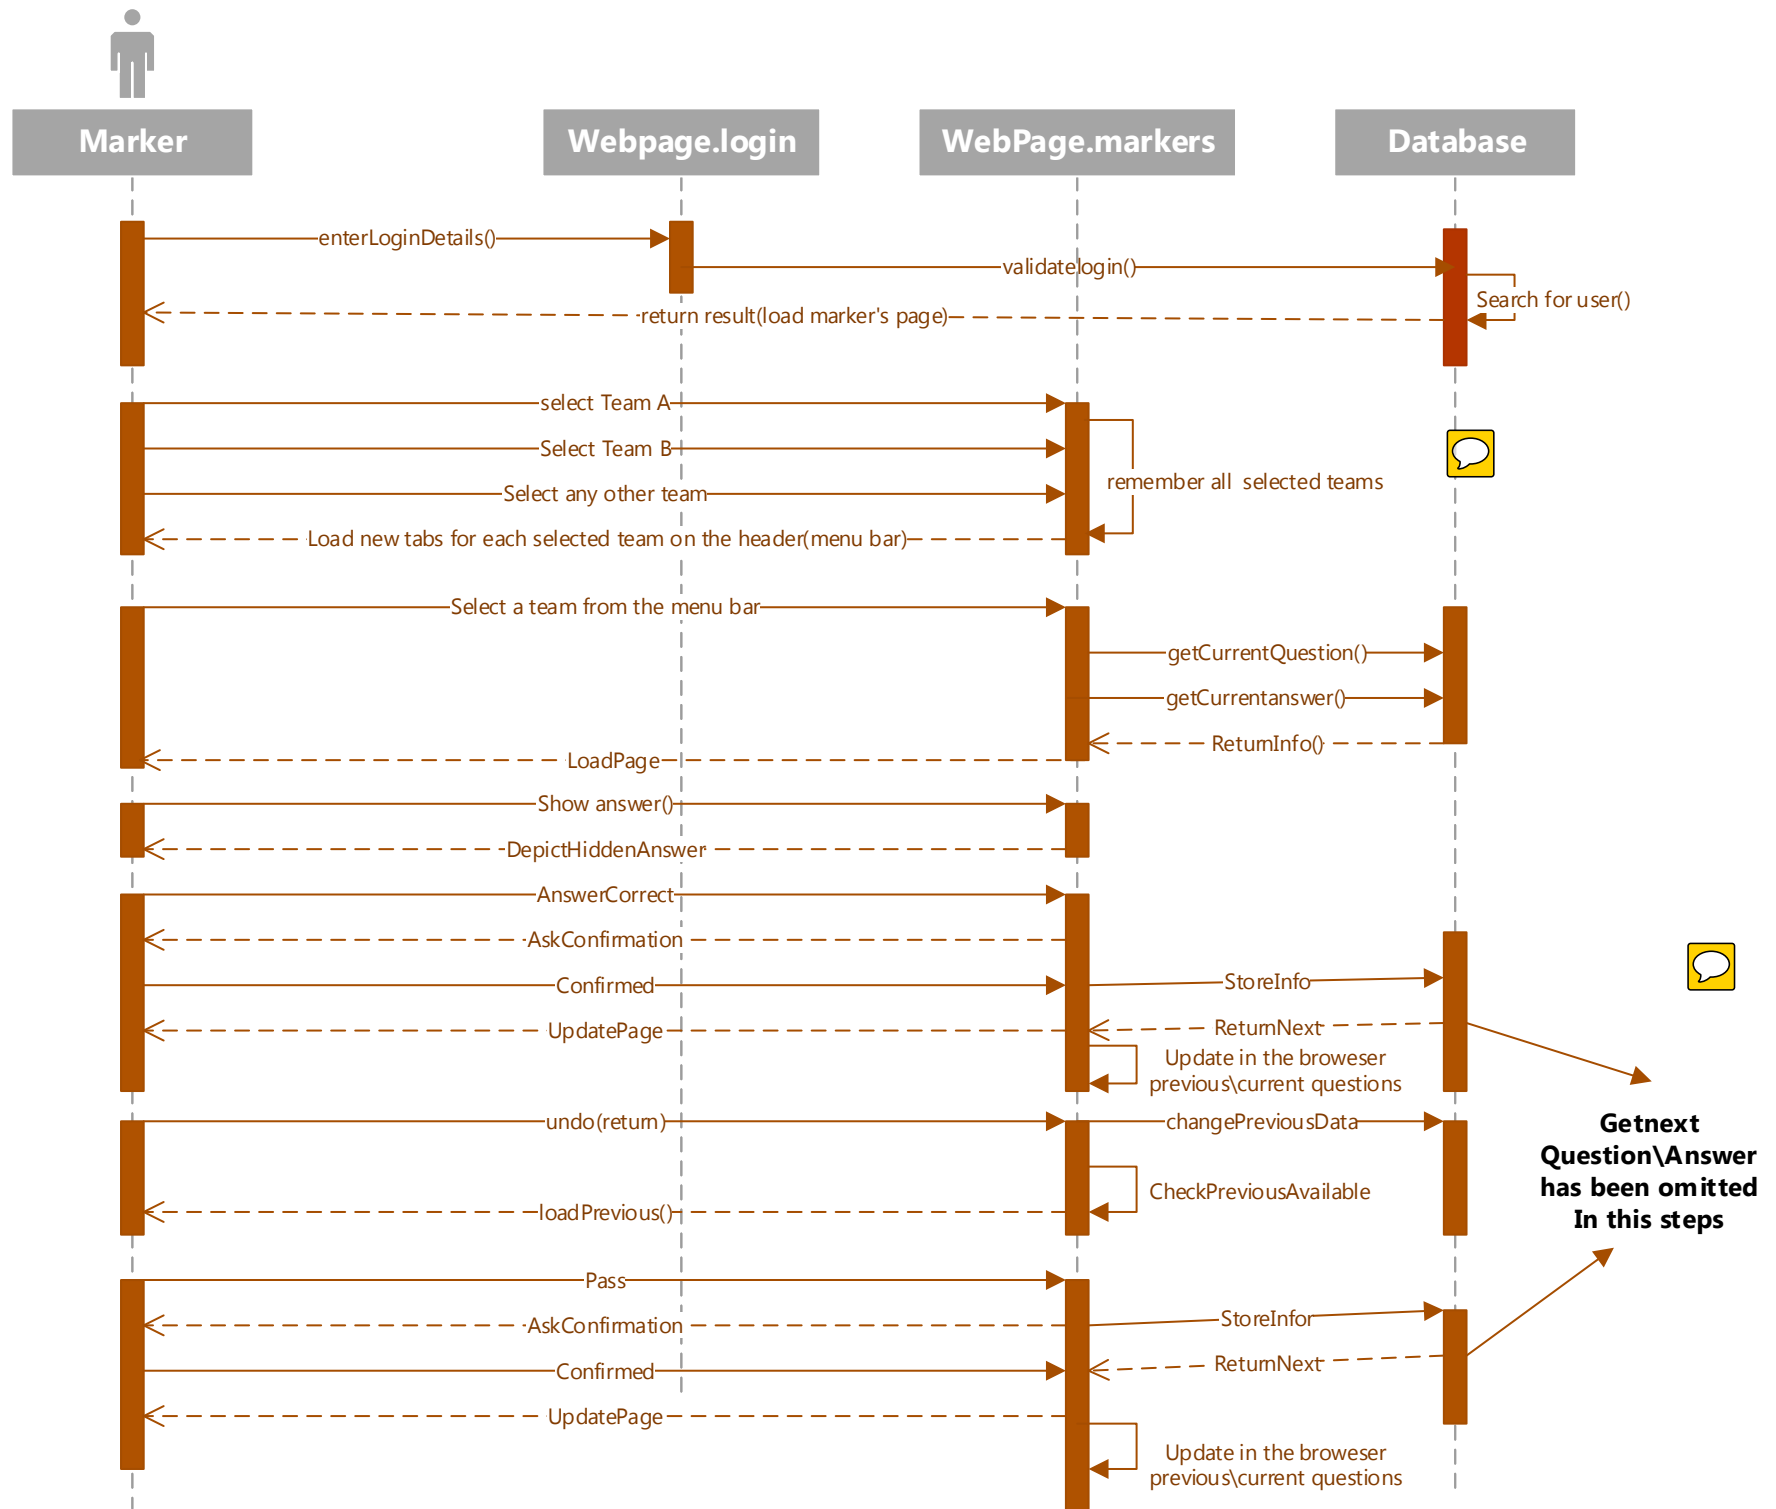 Marker
Webpage.login
WebPage.markers
Database
enterLoginDetails()
validatelogin()
Search for user()
return result(load marker's page)
select Team A
Select Team B
remember all  selected teams
Select any other team
Load new tabs for each selected team on the header(menu bar)
Select a team from the menu bar
getCurrentQuestion()
getCurrentanswer()
ReturnInfo()
LoadPage
Show answer()
DepictHiddenAnswer
AnswerCorrect
AskConfirmation
Confirmed
StoreInfo
ReturnNext
UpdatePage
Update in the broweser
previous\current questions
undo(return)
changePreviousData
Getnext
Question\Answer
has been omitted
In this steps
CheckPreviousAvailable
loadPrevious()
Pass
StoreInfor
AskConfirmation
ReturnNext
Confirmed
UpdatePage
Update in the broweser
previous\current questions